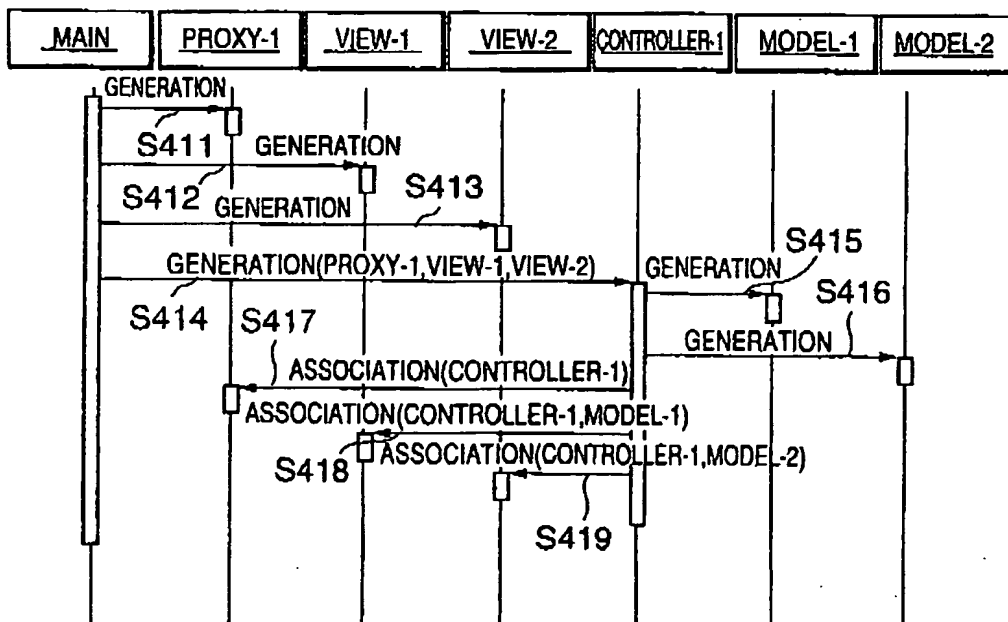 MAIN
PROXY-1
VIEW-1
VIEW-2
CONTROLLER-1
MODEL-1
MODEL-2
GENERATION
S411
GENERATION
S412
S413
GENERATION
S415
GENERATION(PROXY-1,VIEW-1,VIEW-2)
GENERATION
S414
S416
S417
GENERATION
ASSOCIATION(CONTROLLER-1)
ASSOCIATION(CONTROLLER-1,MODEL-1)
S418
ASSOCIATION(CONTROLLER-1,MODEL-2)
S419